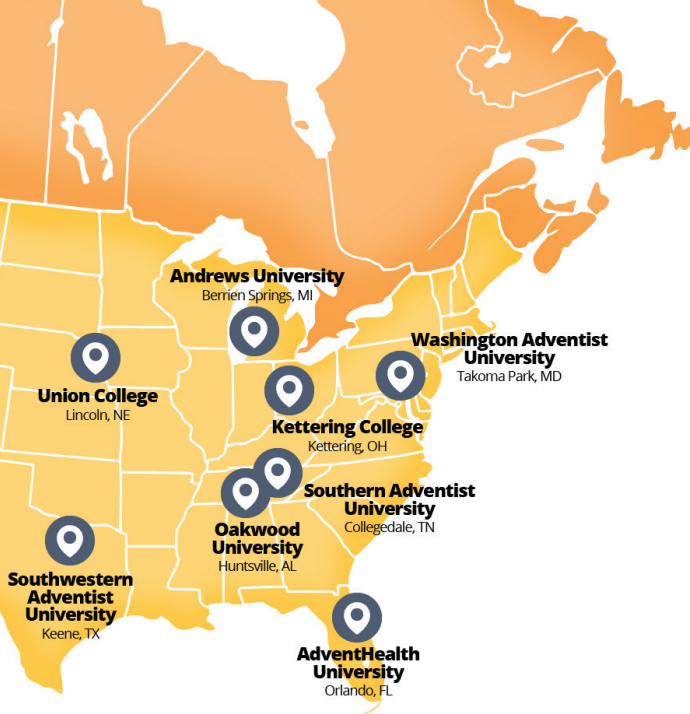 Andrews University
Berrien Springs, MI
Washington Adventist
University
Takoma Park, MD
Union College
Lincoln, NE
Kettering College
Kettering, OH
Southern Adventist
University
Collegedale, TN
Oakwood
University
Huntsville, AL
Southwestern
Adventist
University
Keene, TX
AdventHealth
University
Orlando, FL